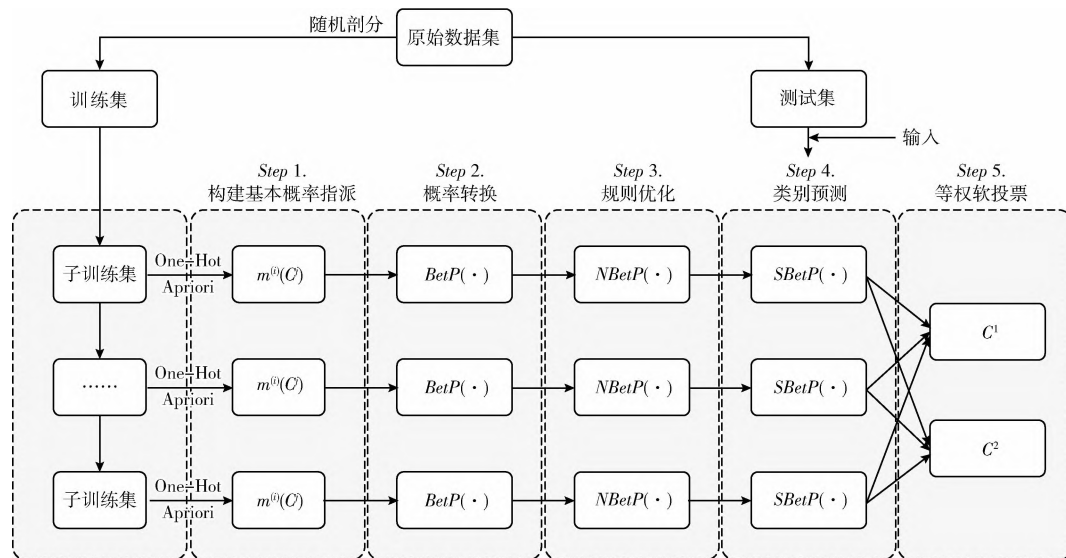 随机剖分
原始数据集
训练集
测试集
输入
Step 1.
构建基本概率指派
Step 2.
概率转换
Step 3.
规则优化
Step 4.
类别预测
Step 5.
等权软投票
子训练集
One-Hot
Apriori
m⁽ⁱ⁾(C)
BetP(·)
NBetP(·)
SBetP(·)
C¹
……
One-Hot
Apriori
m⁽ⁱ⁾(C)
BetP(·)
NBetP(·)
SBetP(·)
C²
子训练集
One-Hot
Apriori
m⁽ⁱ⁾(C)
BetP(·)
NBetP(·)
SBetP(·)